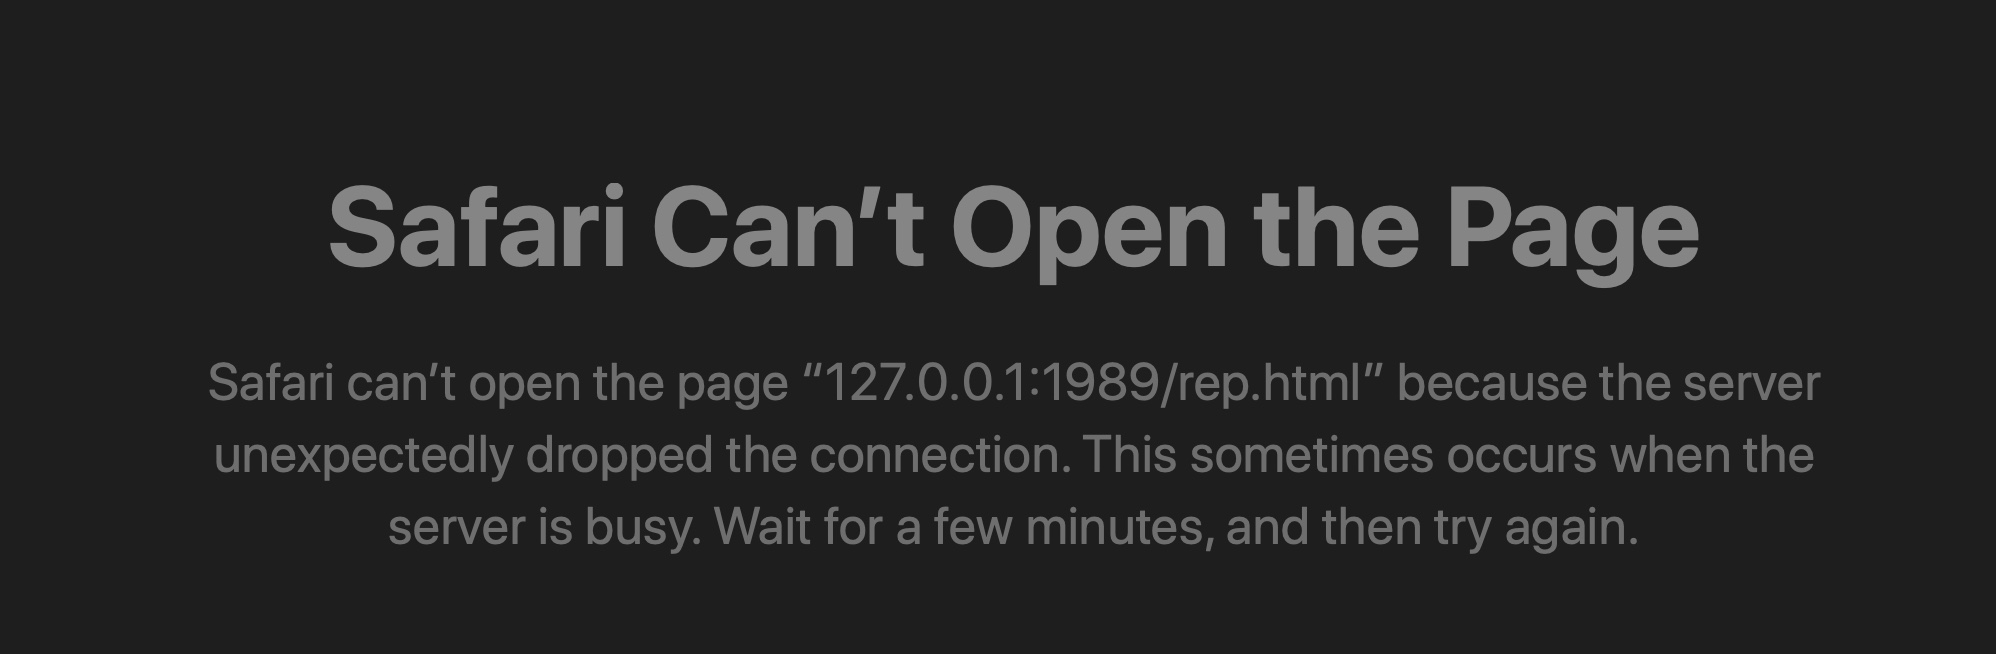 Safari Can’t Open the Page
Safari can’t open the page “127.0.0.1:1989/rep.html” because the server
unexpectedly dropped the connection. This sometimes occurs when the
server is busy. Wait for a few minutes, and then try again.